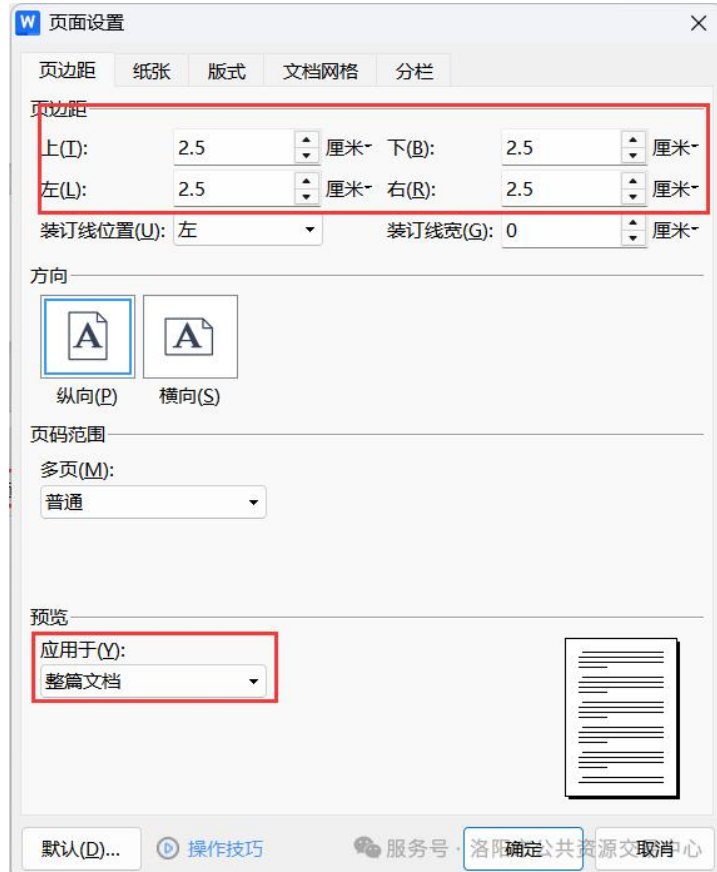 W 页面设置
页边距 纸张 版式 文档网格 分栏
页边距
上(T): 2.5 厘米 下(B): 2.5 厘米
左(L): 2.5 厘米 右(R): 2.5 厘米
装订线位置(U): 左 装订线宽(G): 0 厘米
方向
A A
纵向(P) 横向(S)
页码范围
多页(M):
普通
预览
应用于(Y):
整篇文档
默认(D)... 操作技巧 确定 取消
服务号 · 洛阳市公共资源交易中心